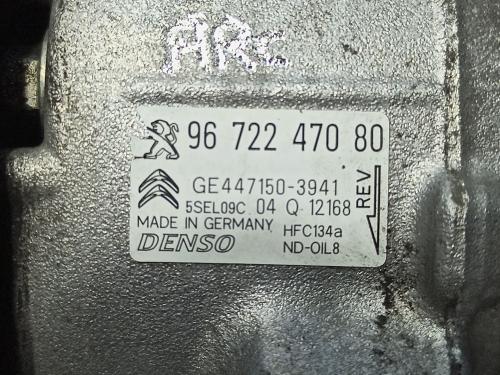 ARC
96 722 470 80
GE447150-3941
5SEL09C 04 Q 12168
MADE IN GERMANY HFC134a
DENSO ND-OIL8
REV